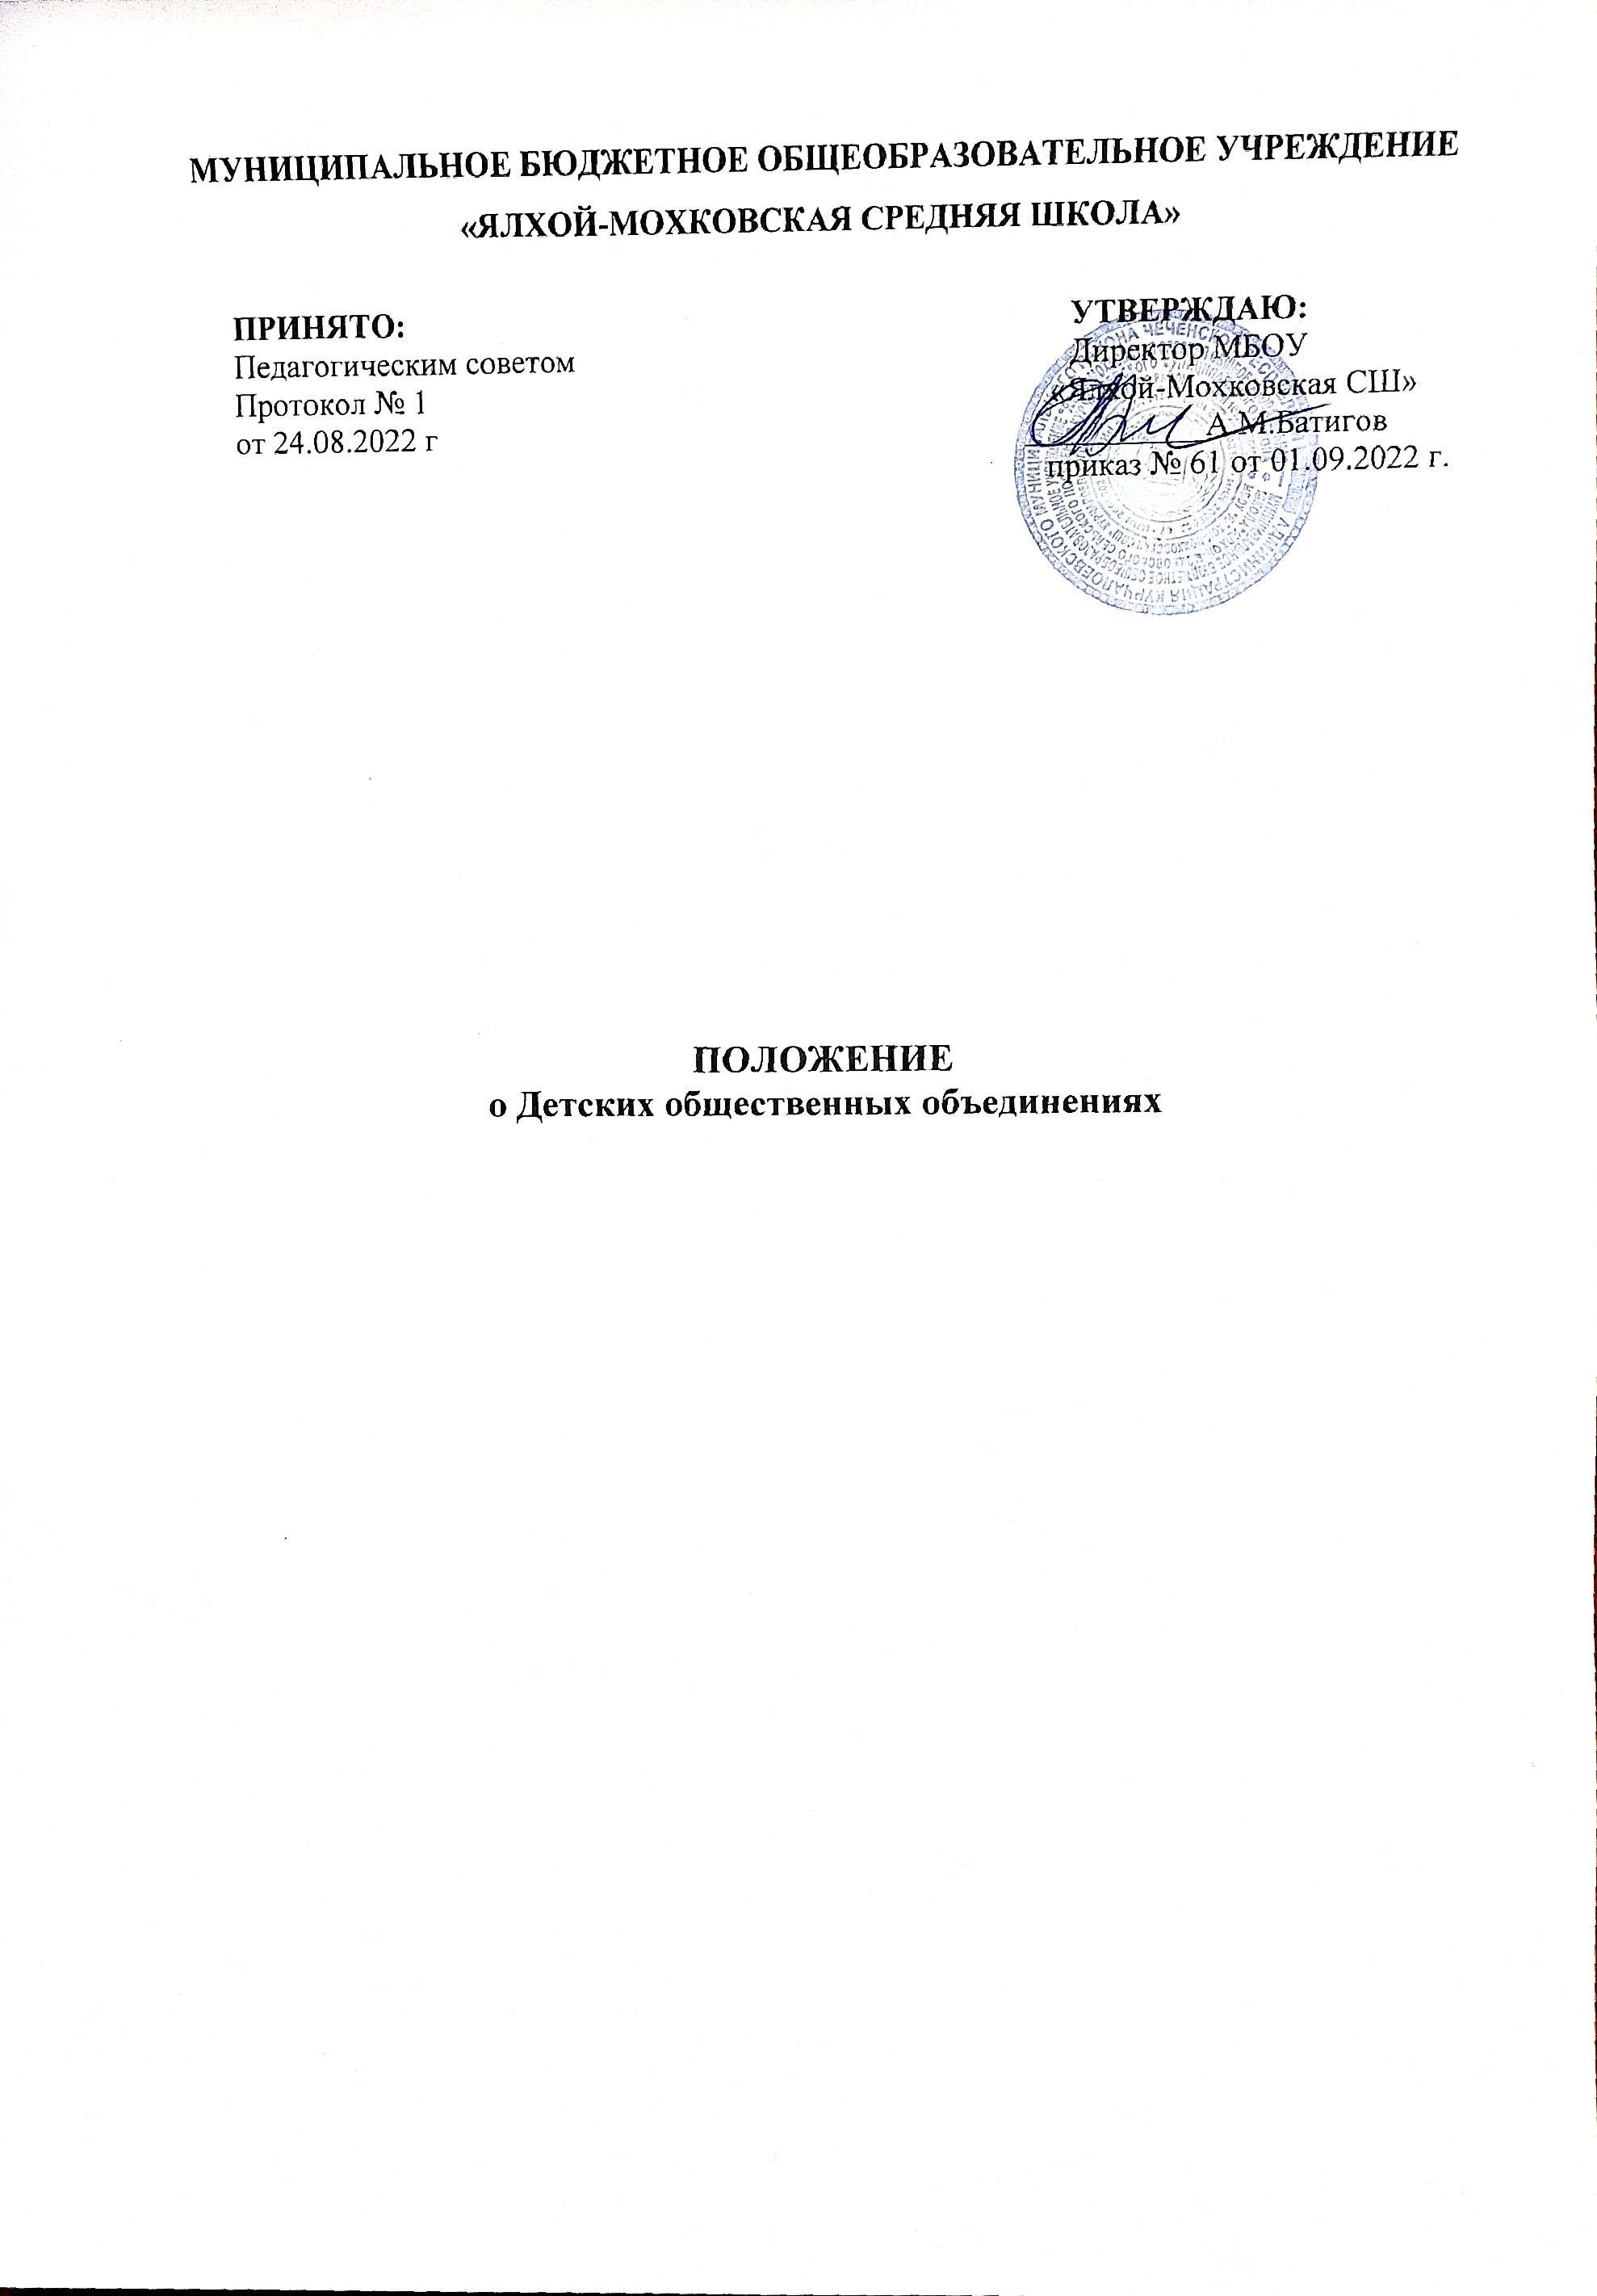 МУНИЦИПАЛЬНОЕ БЮДЖЕТНОЕ ОБЩЕОБРАЗОВАТЕЛЬНОЕ УЧРЕЖДЕНИЕ
«ЯЛХОЙ-МОХКОВСКАЯ СРЕДНЯЯ ШКОЛА»
ПРИНЯТО:
Педагогическим советом
Протокол № 1
от 24.08.2022 г
УТВЕРЖДАЮ:
Директор МБОУ
«Ялхой-Мохковская СШ»
А.М.Батигов
приказ № 61 от 01.09.2022 г.
ПОЛОЖЕНИЕ
о Детских общественных объединениях